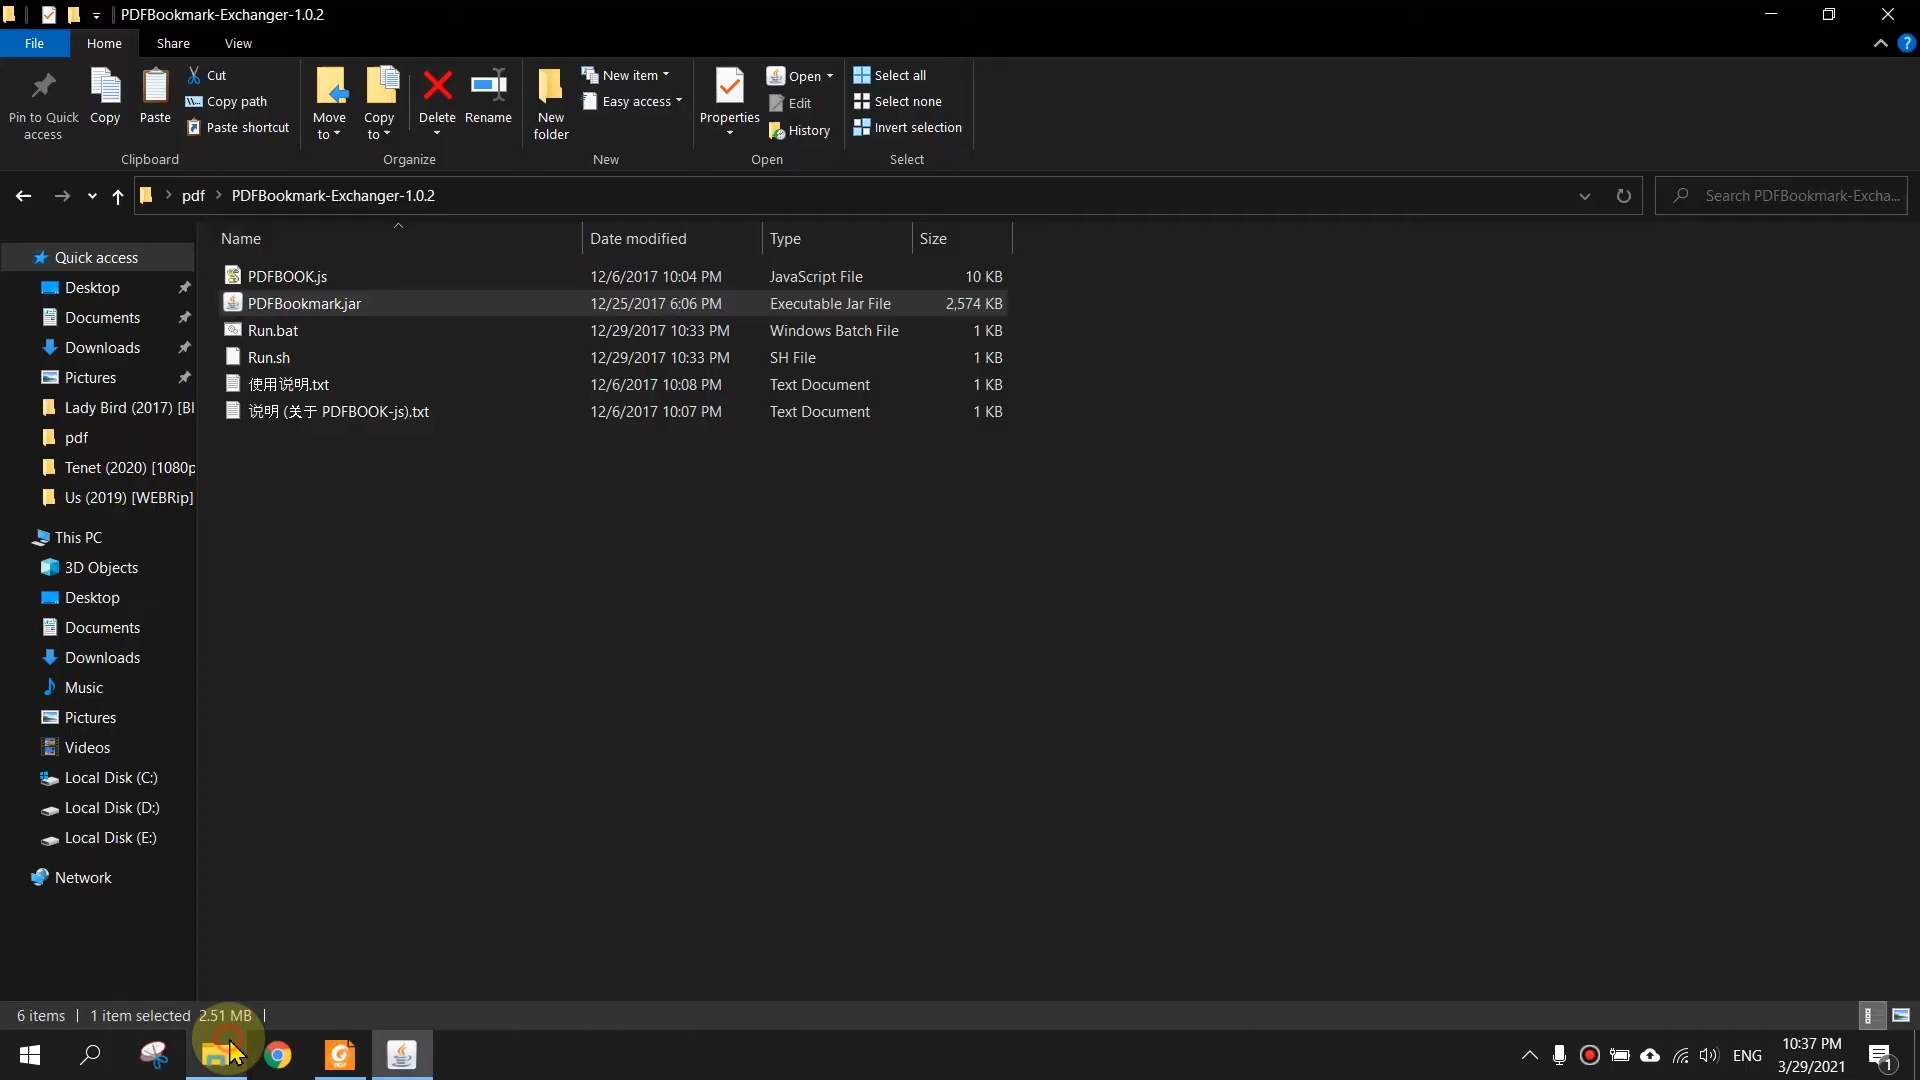 PDFBookmark-Exchanger-1.0.2
File Home Share View
Pin to Quick access
Copy
Paste
Cut
Copy path
Paste shortcut
Clipboard
Move to
Copy to
Delete
Rename
Organize
New folder
New item
Easy access
New
Properties
Open
Edit
History
Open
Select all
Select none
Invert selection
Select
pdf PDFBookmark-Exchanger-1.0.2
Search PDFBookmark-Excha...
Name Date modified Type Size
PDFBOOK.js 12/6/2017 10:04 PM JavaScript File 10 KB
PDFBookmark.jar 12/25/2017 6:06 PM Executable Jar File 2,574 KB
Run.bat 12/29/2017 10:33 PM Windows Batch File 1 KB
Run.sh 12/29/2017 10:33 PM SH File 1 KB
使用说明.txt 12/6/2017 10:08 PM Text Document 1 KB
说明 (关于 PDFBOOK-js).txt 12/6/2017 10:07 PM Text Document 1 KB
Quick access
Desktop
Documents
Downloads
Pictures
Lady Bird (2017) [Bl
pdf
Tenet (2020) [1080p
Us (2019) [WEBRip]
This PC
3D Objects
Desktop
Documents
Downloads
Music
Pictures
Videos
Local Disk (C:)
Local Disk (D:)
Local Disk (E:)
Network
6 items 1 item selected 2.51 MB
ENG
10:37 PM
3/29/2021
1